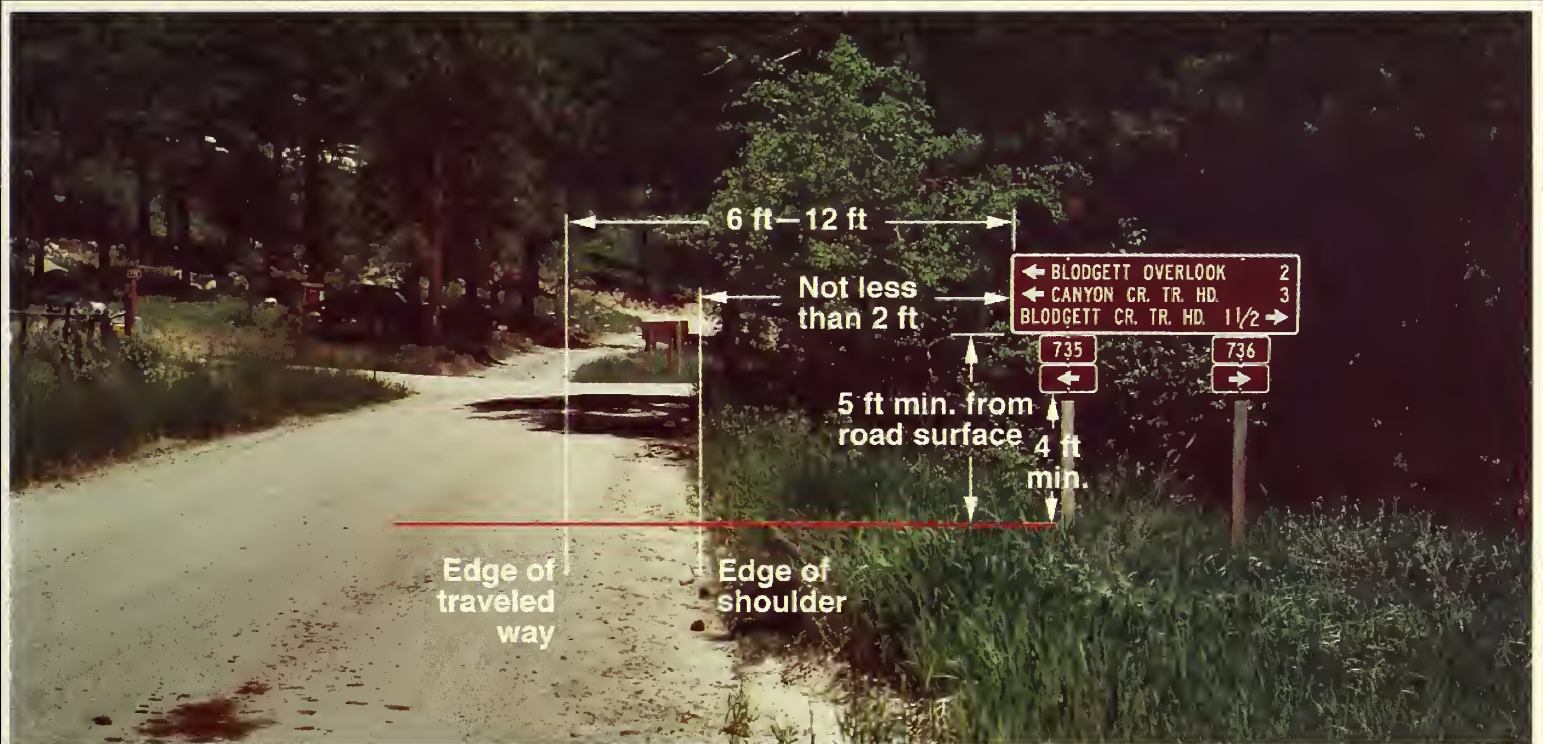 6 ft—12 ft
Not less
than 2 ft
← BLODGETT OVERLOOK 2
← CANYON CR. TR. HD. 3
BLODGETT CR. TR. HD. 1 1/2 →
735
←
736
→
5 ft min. from
road surface
4 ft
min.
Edge of
traveled
way
Edge of
shoulder